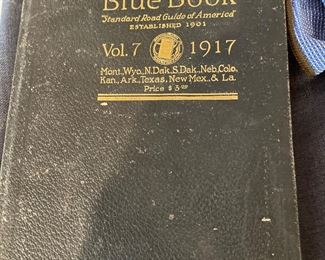 Blue Book
"Standard Road Guide of America"
ESTABLISHED 1901
Vol. 7 1917
Mont., Wyo., N.Dak., S.Dak., Neb., Colo.
Kan., Ark., Texas, New Mex., & La.
Price $3.00